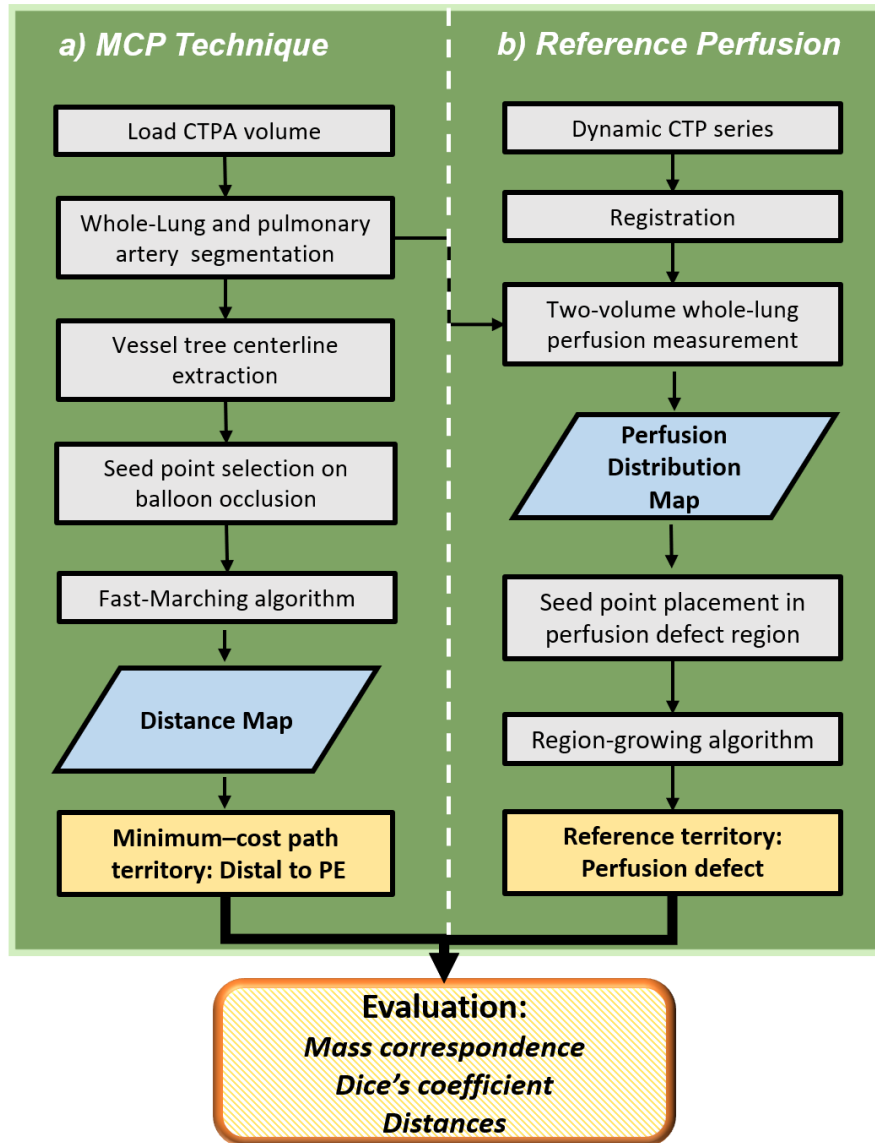 a) MCP Technique
Load CTPA volume
Whole-Lung and pulmonary
artery segmentation
Vessel tree centerline
extraction
Seed point selection on
balloon occlusion
Fast-Marching algorithm
Distance Map
Minimum–cost path
territory: Distal to PE
b) Reference Perfusion
Dynamic CTP series
Registration
Two-volume whole-lung
perfusion measurement
Perfusion
Distribution
Map
Seed point placement in
perfusion defect region
Region-growing algorithm
Reference territory:
Perfusion defect
Evaluation:
Mass correspondence
Dice's coefficient
Distances